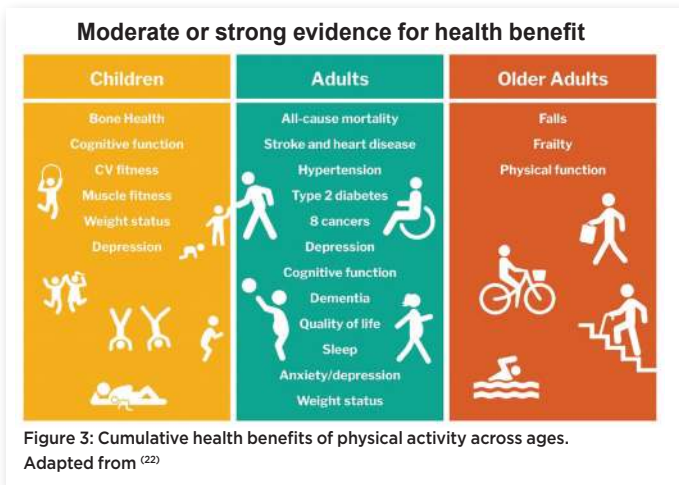 Moderate or strong evidence for health benefit
Children
Bone Health
Cognitive function
CV fitness
Muscle fitness
Weight status
Depression
Adults
All-cause mortality
Stroke and heart disease
Hypertension
Type 2 diabetes
8 cancers
Depression
Cognitive function
Dementia
Quality of life
Sleep
Anxiety/depression
Weight status
Older Adults
Falls
Frailty
Physical function
Figure 3: Cumulative health benefits of physical activity across ages.
Adapted from (22)